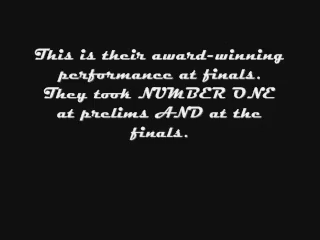 This is their award-winning
performance at finals.
They took NUMBER ONE
at prelims AND at the
finals.